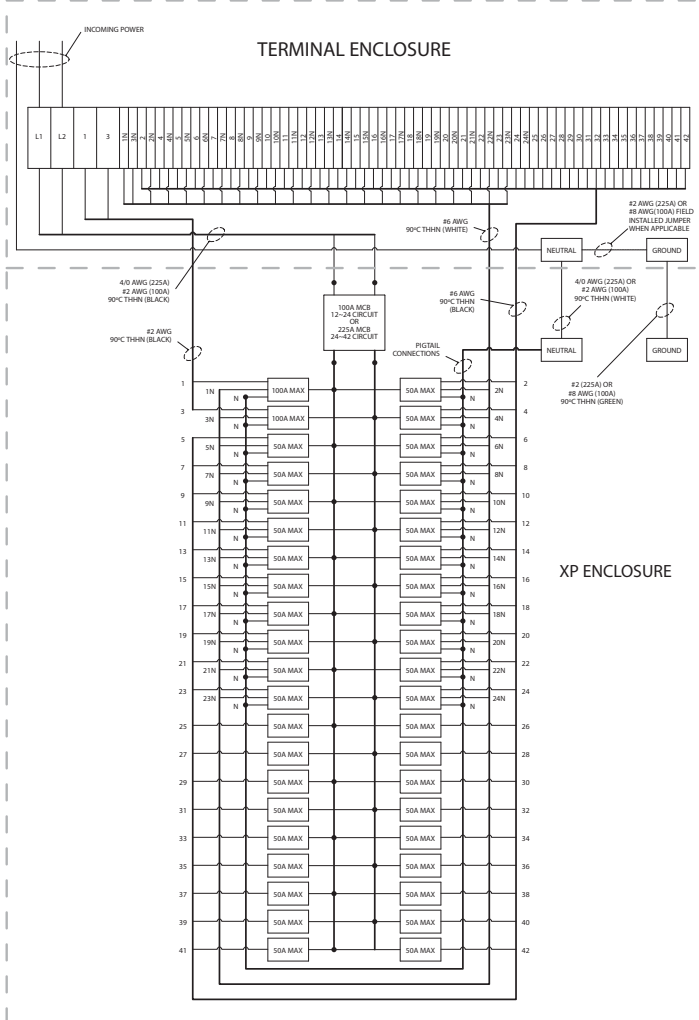 INCOMING POWER
TERMINAL ENCLOSURE
L1 L2 1 3 1N 3N 2 2N 4 4N 5 5N 6 6N 7 7N 8 8N 9 9N 10 10N 11 11N 12 12N 13 13N 14 14N 15 15N 16 16N 17 17N 18 18N 19 19N 20 20N 21 21N 22 22N 23 23N 24 24N 25 26 27 28 29 30 31 32 33 34 35 36 37 38 39 40 41 42
#2 AWG (225A) OR
#8 AWG(100A) FIELD
INSTALLED JUMPER
WHEN APPLICABLE
#6 AWG
90ºC THHN (WHITE)
NEUTRAL
GROUND
4/0 AWG (225A)
#2 AWG (100A)
90ºC THHN (BLACK)
#6 AWG
90ºC THHN
(BLACK)
4/0 AWG (225A) OR
#2 AWG (100A)
90ºC THHN (WHITE)
100A MCB
12~24 CIRCUIT
OR
225A MCB
24~42 CIRCUIT
#2 AWG
90ºC THHN (BLACK)
PIGTAIL
CONNECTIONS
NEUTRAL
GROUND
#2 (225A) OR
#8 AWG (100A)
90ºC THHN (GREEN)
1 2
1N 100A MAX 50A MAX 2N
N N
3 4
3N 100A MAX 50A MAX 4N
N N
5 6
5N 50A MAX 50A MAX 6N
N N
7 8
7N 50A MAX 50A MAX 8N
N N
9 10
9N 50A MAX 50A MAX 10N
N N
11 12
11N 50A MAX 50A MAX 12N
N N
13 14
13N 50A MAX 50A MAX 14N
N N
XP ENCLOSURE
15 16
15N 50A MAX 50A MAX 16N
N N
17 18
17N 50A MAX 50A MAX 18N
N N
19 20
19N 50A MAX 50A MAX 20N
N N
21 22
21N 50A MAX 50A MAX 22N
N N
23 24
23N 50A MAX 50A MAX 24N
N N
25 50A MAX 50A MAX 26
27 50A MAX 50A MAX 28
29 50A MAX 50A MAX 30
31 50A MAX 50A MAX 32
33 50A MAX 50A MAX 34
35 50A MAX 50A MAX 36
37 50A MAX 50A MAX 38
39 50A MAX 50A MAX 40
41 50A MAX 50A MAX 42